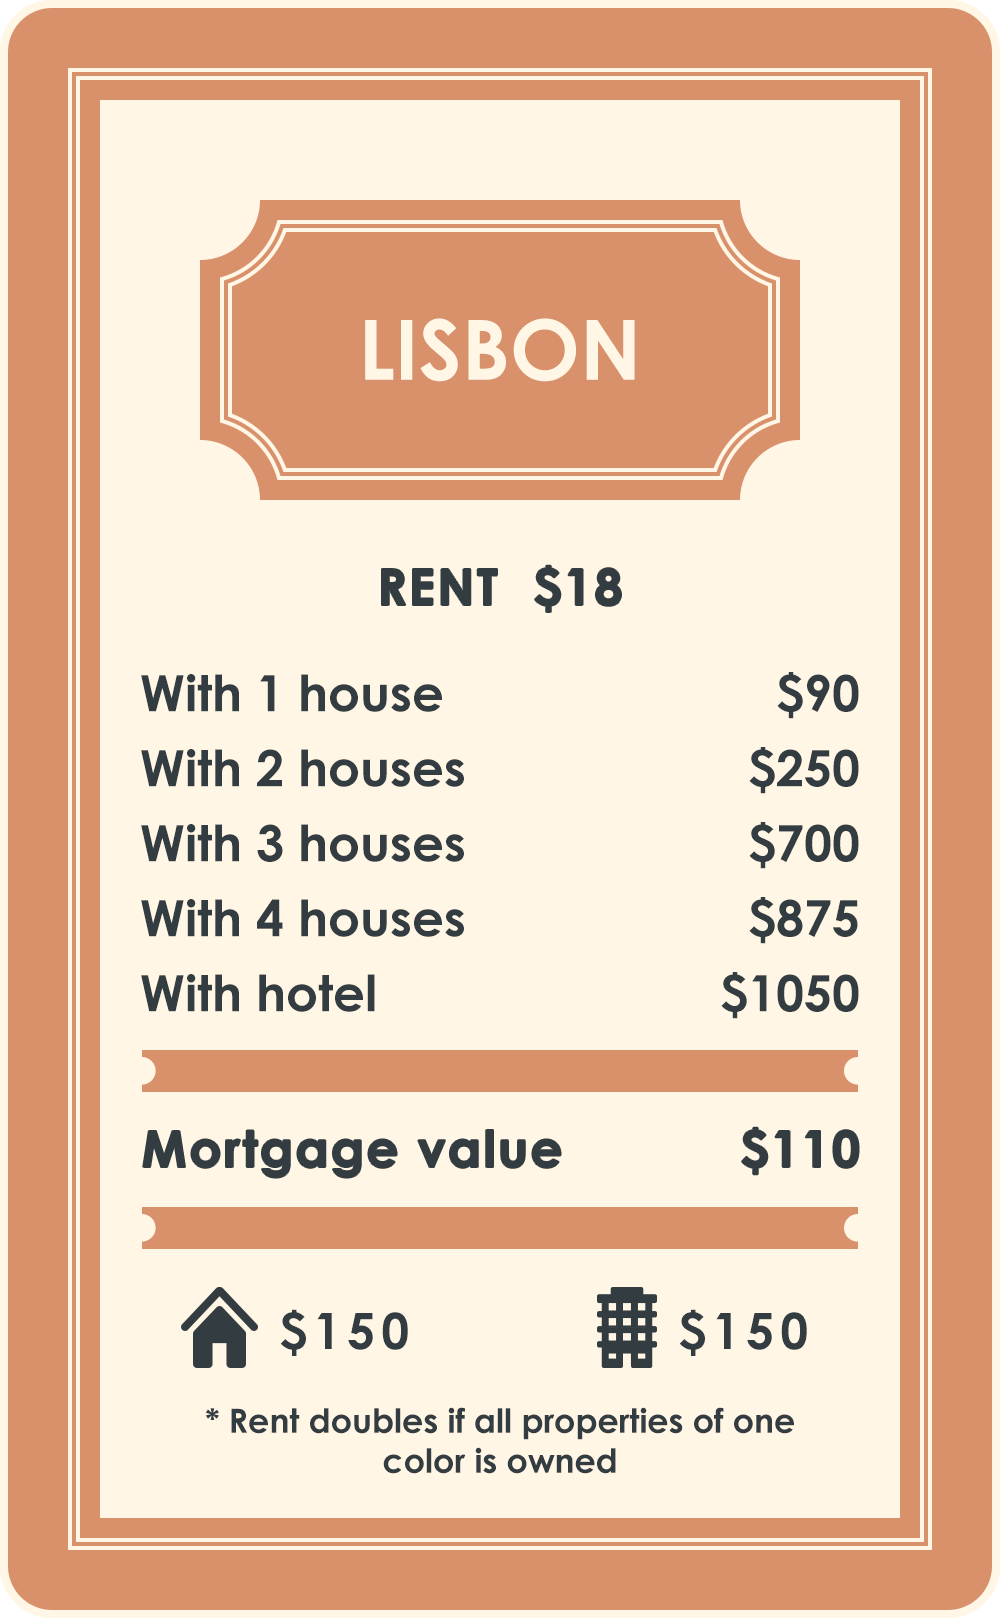 LISBON
RENT $18
With 1 house $90
With 2 houses $250
With 3 houses $700
With 4 houses $875
With hotel $1050
Mortgage value $110
$150 $150
* Rent doubles if all properties of one
color is owned